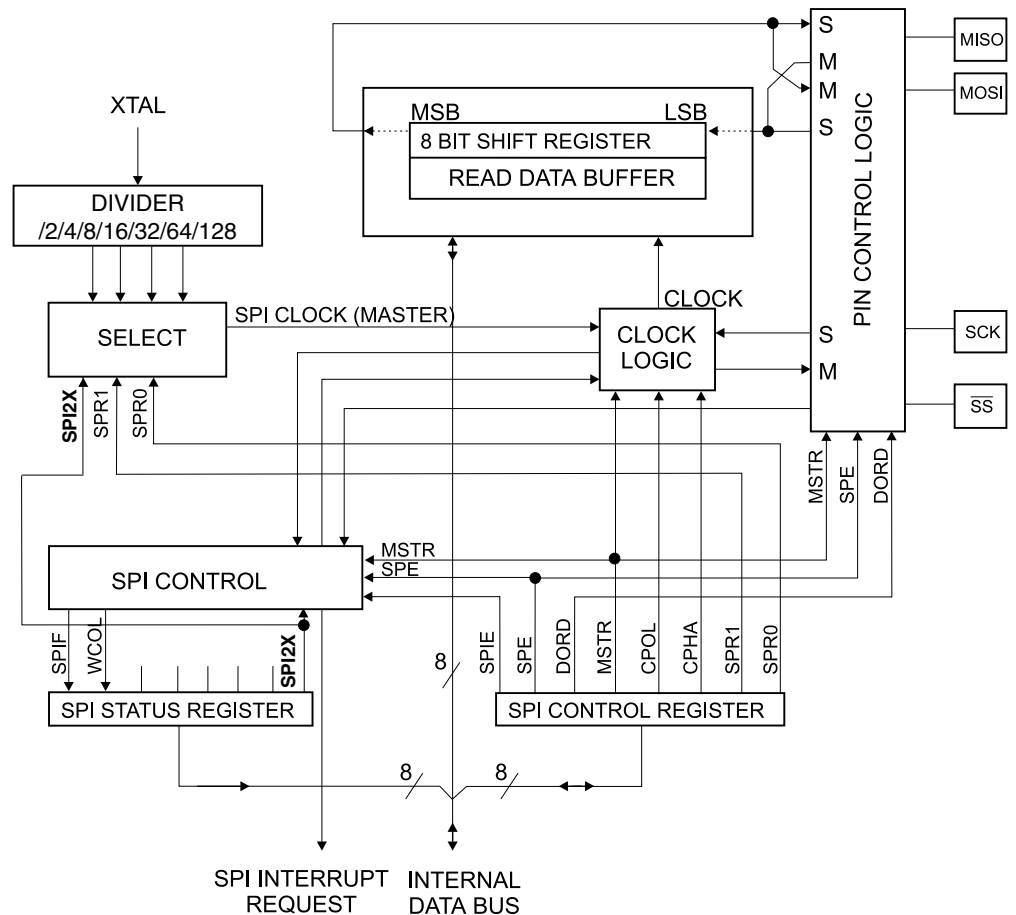 S
MISO
M
M
MOSI
S
XTAL
MSB
LSB
8 BIT SHIFT REGISTER
READ DATA BUFFER
PIN CONTROL LOGIC
DIVIDER
/2/4/8/16/32/64/128
SPI CLOCK (MASTER)
CLOCK
SELECT
CLOCK
LOGIC
S
M
SCK
SS
SPI2X
SPR1
SPR0
MSTR
SPE
DORD
MSTR
SPE
SPI CONTROL
SPIF
WCOL
SPI2X
8
SPIE
SPE
DORD
MSTR
CPOL
CPHA
SPR1
SPR0
SPI STATUS REGISTER
SPI CONTROL REGISTER
8
8
SPI INTERRUPT
REQUEST
INTERNAL
DATA BUS